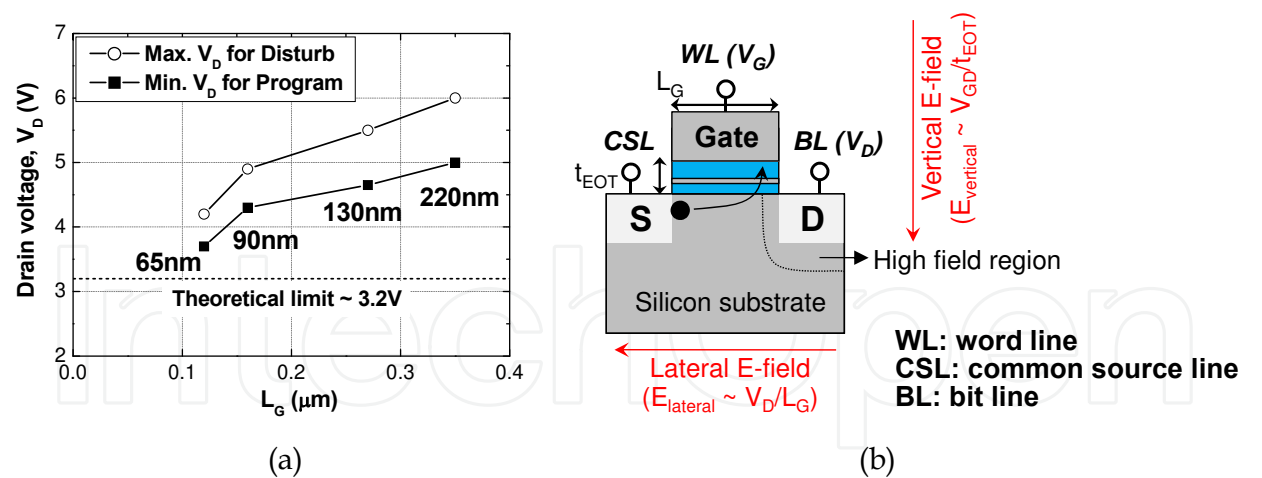 7
6
5
4
3
2
0.0
0.1
0.2
0.3
0.4
Drain voltage, V_D (V)
L_G (μm)
Max. V_D for Disturb
Min. V_D for Program
65nm
90nm
130nm
220nm
Theoretical limit ~ 3.2V
(a)
WL (V_G)
L_G
CSL
Gate
BL (V_D)
t_EOT
S
D
High field region
Silicon substrate
Lateral E-field
(E_lateral ~ V_D/L_G)
Vertical E-field
(E_vertical ~ V_GD/t_EOT)
WL: word line
CSL: common source line
BL: bit line
(b)
IntechOpen